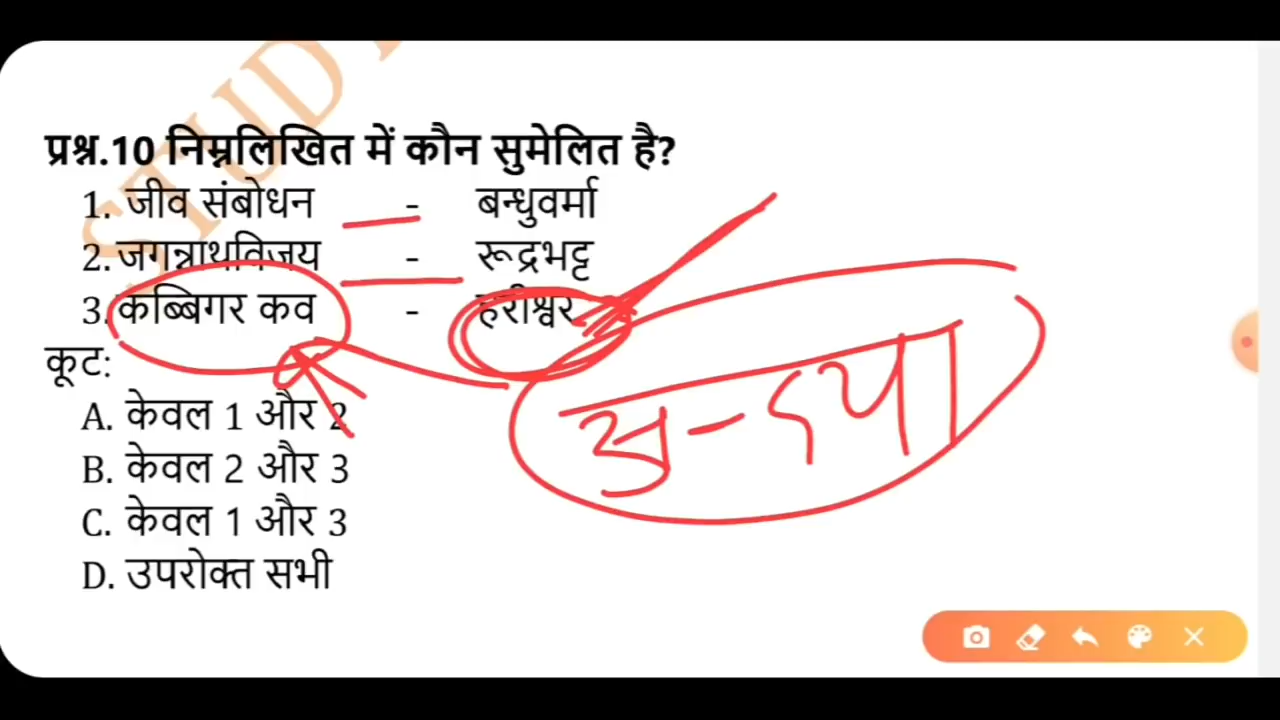 STUDY
प्रश्न.10 निम्नलिखित में कौन सुमेलित है?
1. जीव संबोधन - बन्धुवर्मा
2. जगन्नाथविजय - रूद्रभट्ट
3. कब्बिगर कव - हरीश्वर
कूट:
A. केवल 1 और 2
B. केवल 2 और 3
C. केवल 1 और 3
D. उपरोक्त सभी